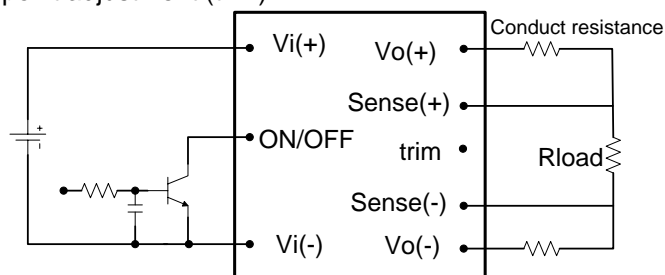 Conduct resistance
Vi(+)
Vo(+)
Sense(+)
ON/OFF
trim
Rload
Sense(-)
Vi(-)
Vo(-)
+
-